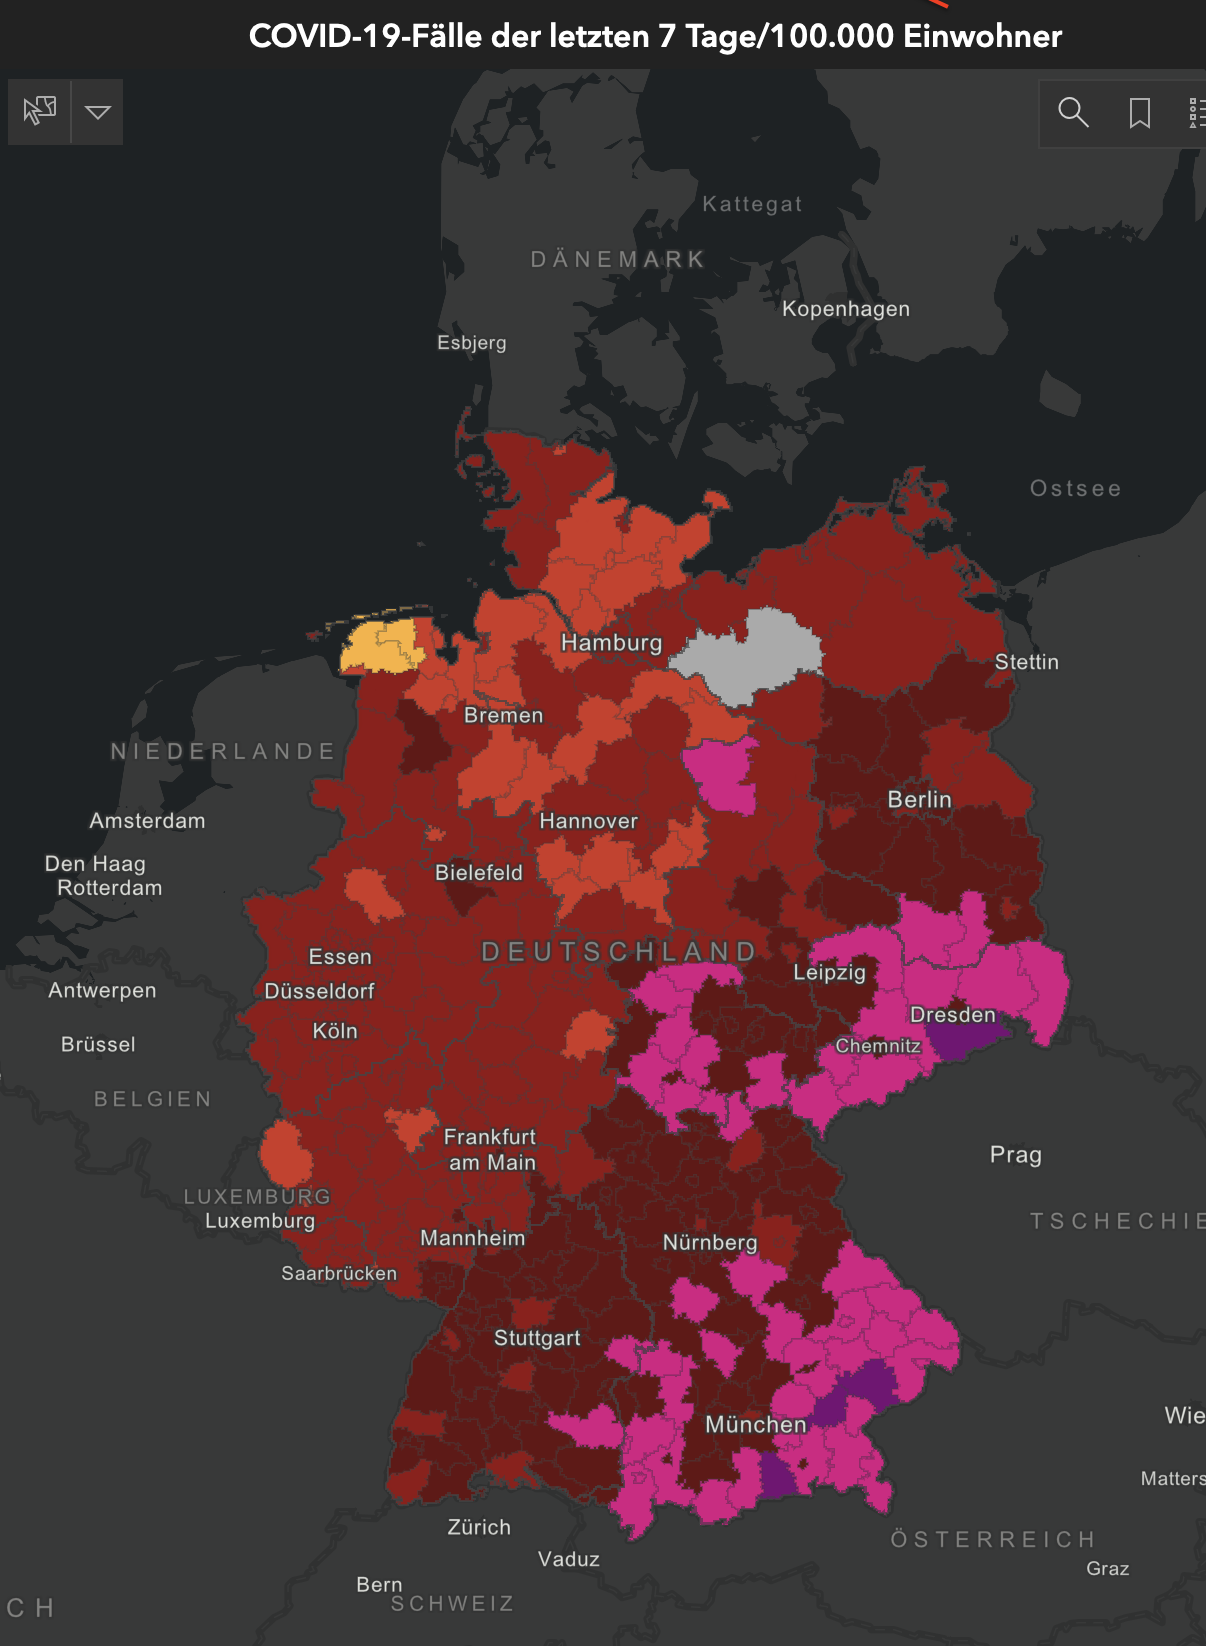 COVID-19-Fälle der letzten 7 Tage/100.000 Einwohner
Kattegat
DÄNEMARK
Kopenhagen
Esbjerg
Ostsee
Hamburg
Stettin
Bremen
NIEDERLANDE
Berlin
Amsterdam
Hannover
Den Haag
Bielefeld
Rotterdam
DEUTSCHLAND
Essen
Leipzig
Antwerpen
Düsseldorf
Dresden
Köln
Brüssel
Chemnitz
BELGIEN
Frankfurt
am Main
Prag
LUXEMBURG
Luxemburg
TSCHECHIE
Mannheim
Nürnberg
Saarbrücken
Stuttgart
Wie
München
Matters
Zürich
ÖSTERREICH
Vaduz
Graz
Bern
SCHWEIZ
CH